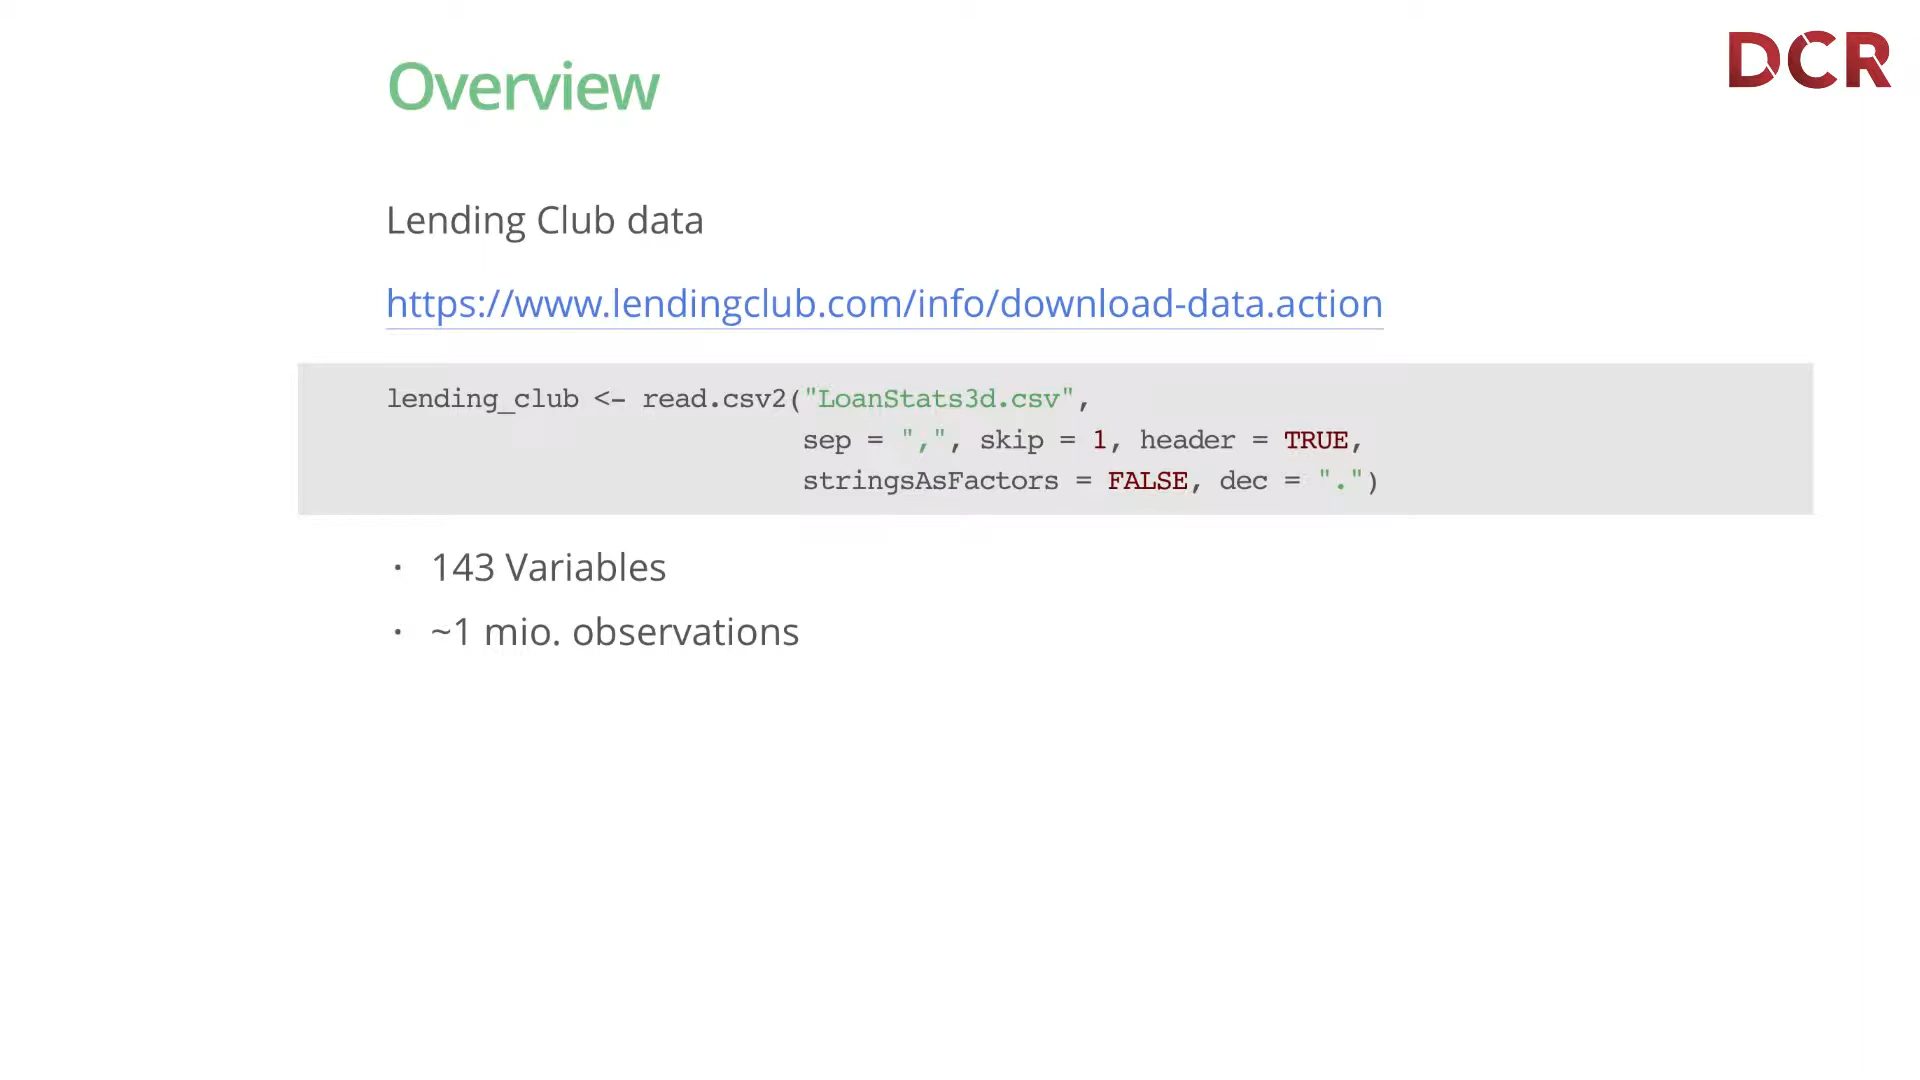 Overview
DCR
Lending Club data
https://www.lendingclub.com/info/download-data.action
lending_club <- read.csv2("LoanStats3d.csv",
sep = ",", skip = 1, header = TRUE,
stringsAsFactors = FALSE, dec = ".")
· 143 Variables
· ~1 mio. observations